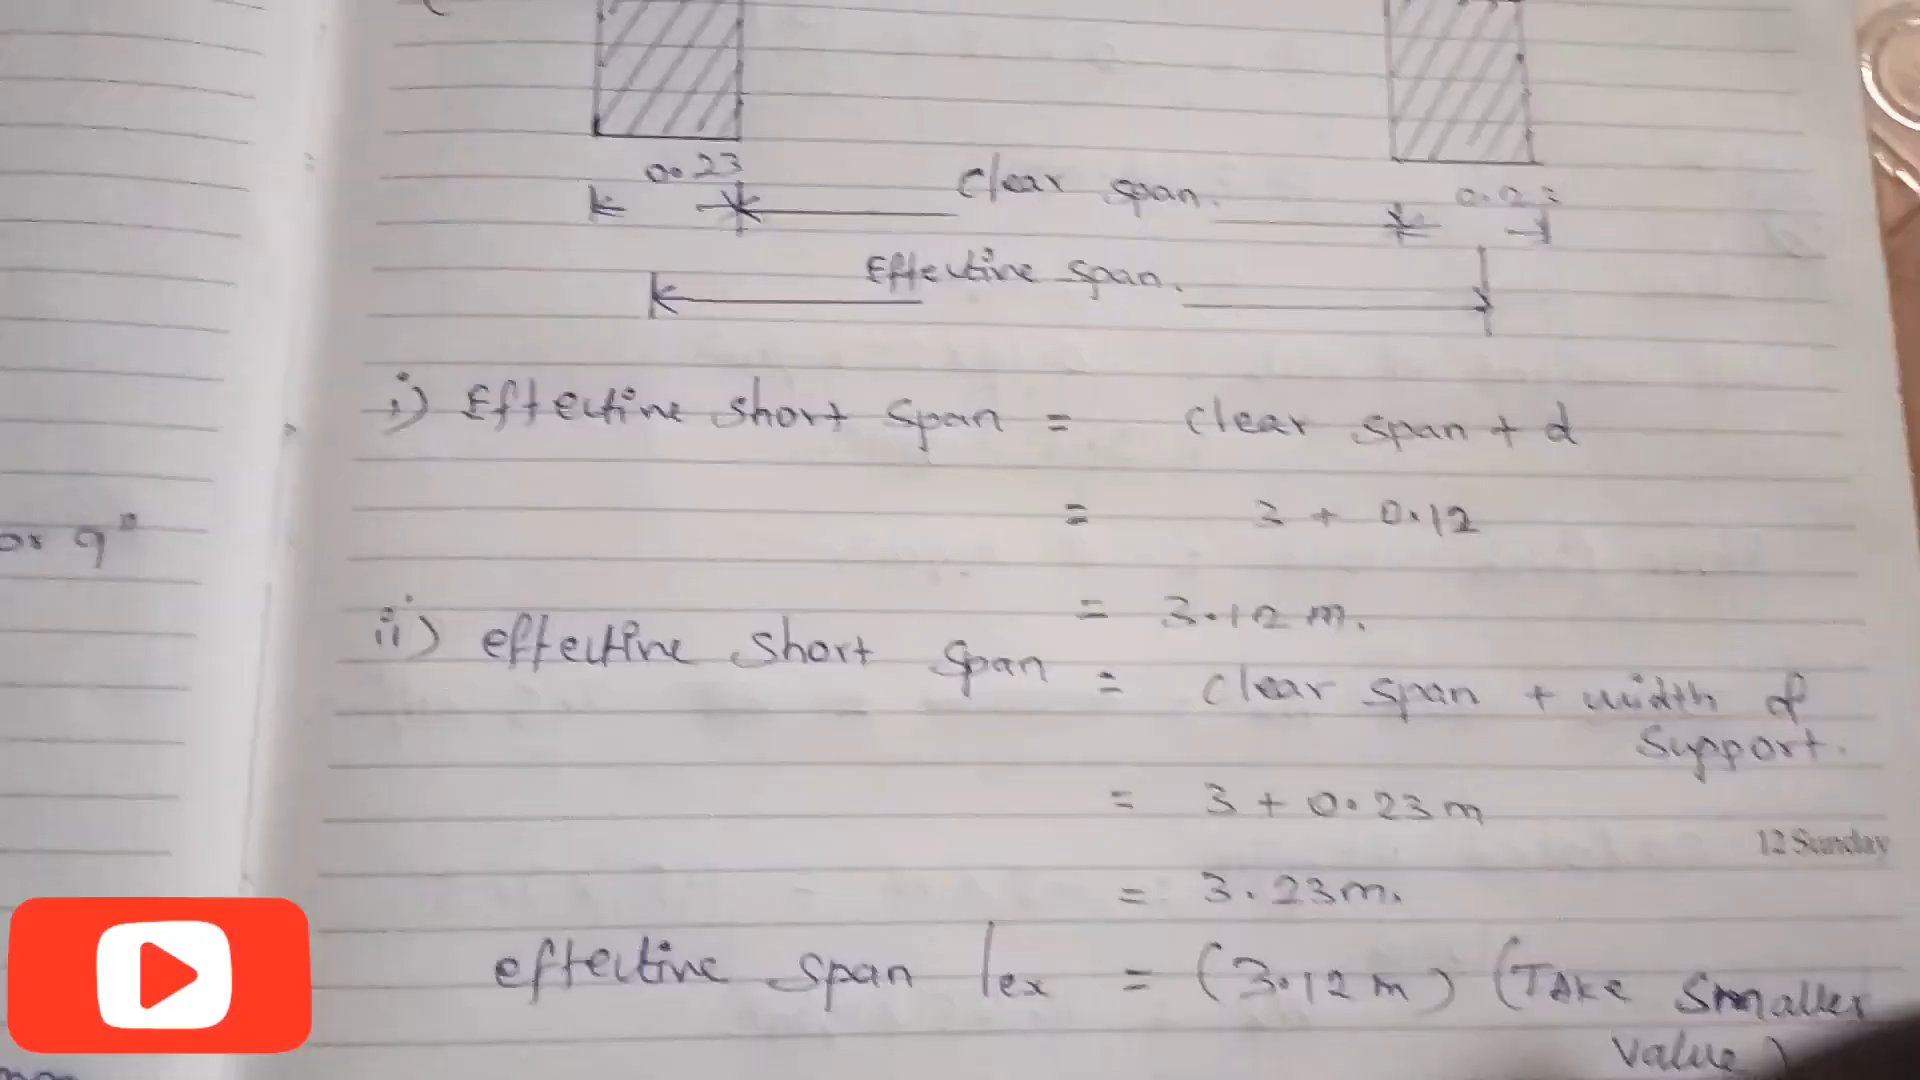 0.23
clear span.
Effective span.
i) Effective short span = clear span + d
= 3 + 0.12
= 3.12 m.
ii) effective short span = clear span + width of
support.
= 3 + 0.23 m
12 Sunday
= 3.23 m.
effective span lex = (3.12 m) (Take smaller
value)
or 9"